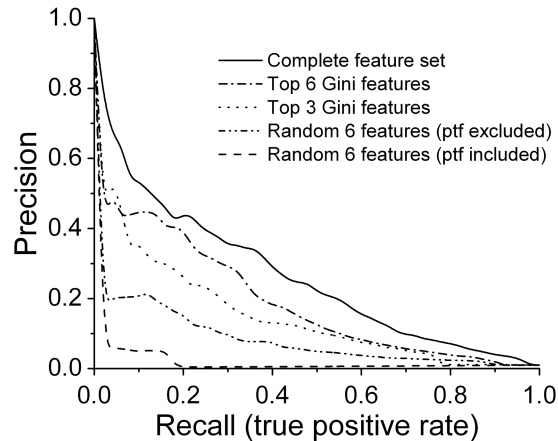 1.0
0.8
0.6
0.4
0.2
0.0
Precision
Complete feature set
Top 6 Gini features
Top 3 Gini features
Random 6 features (ptf excluded)
Random 6 features (ptf included)
0.0 0.2 0.4 0.6 0.8 1.0
Recall (true positive rate)